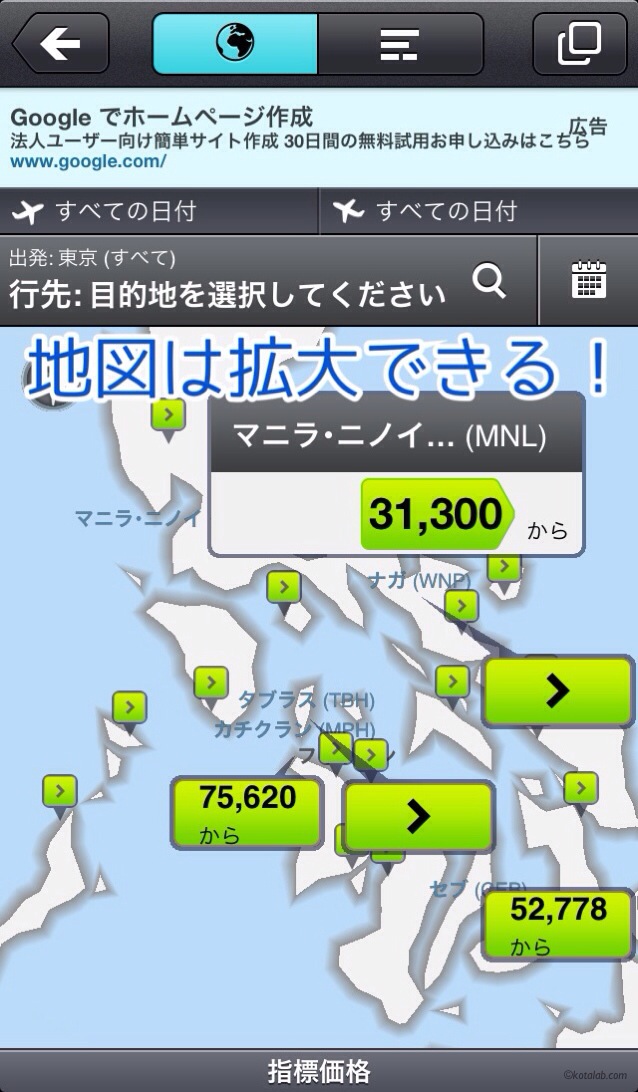 Google でホームページ作成
広告
法人ユーザー向け簡単サイト作成 30日間の無料試用お申し込みはこちら
www.google.com/
すべての日付
すべての日付
出発: 東京 (すべて)
行先: 目的地を選択してください
地図は拡大できる！
マニラ・ニノイ… (MNL)
31,300
から
マニラ・ニノイ
ナガ (WNP)
タブラス (TBH)
カチクラン (MPH)
75,620
から
セブ (CEB)
52,778
から
指標価格
©kotalab.com